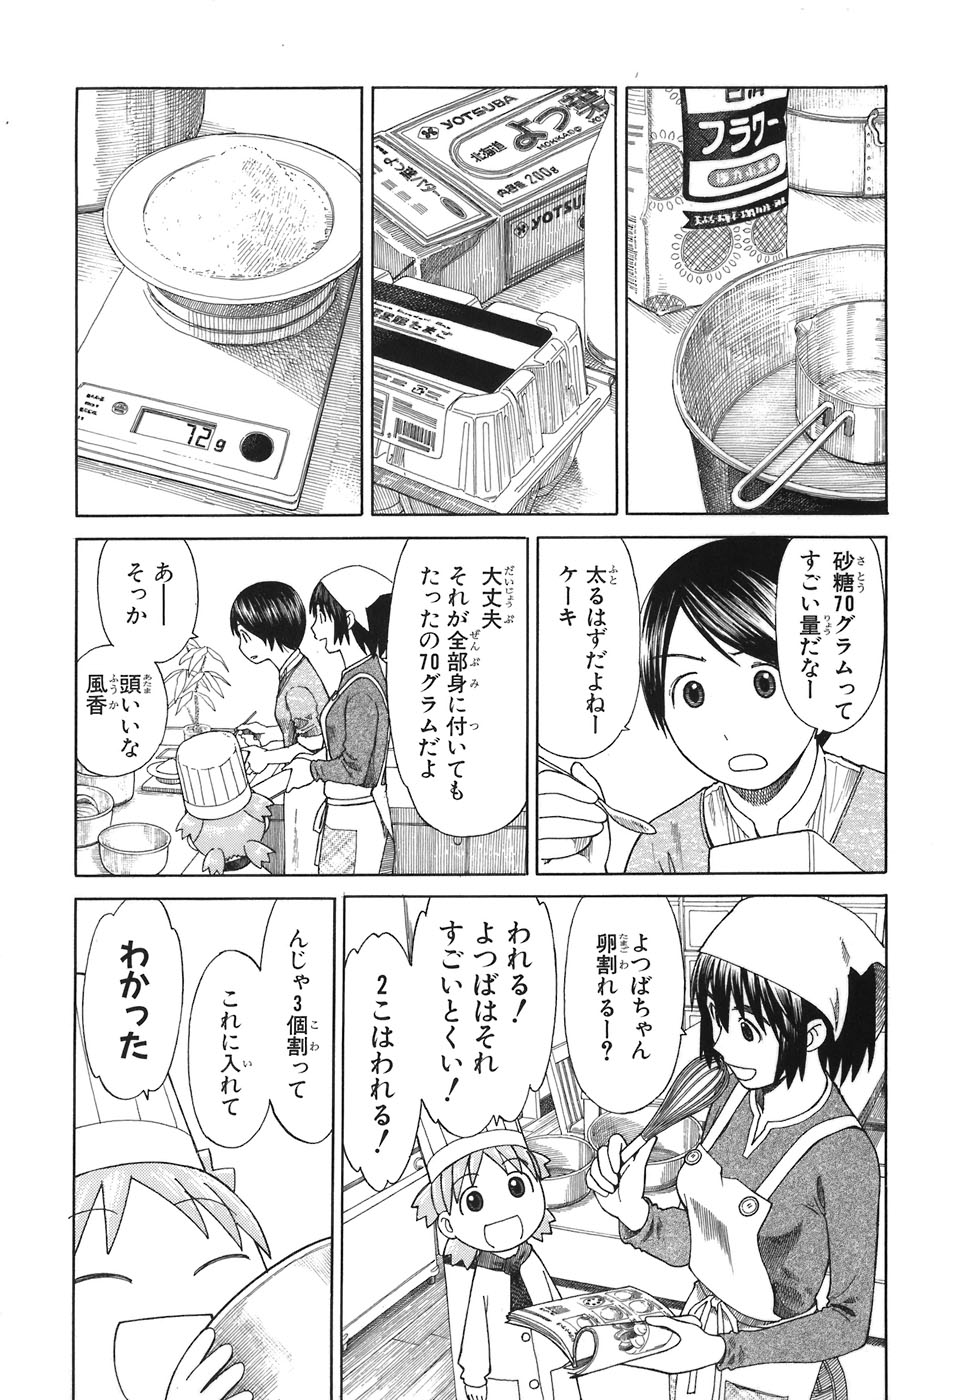 フラワー
YOTSUBA
北海道
よつ葉
HOKKAIDO
内容量200g
よつ葉バター
YOTSUBA
たまご
72g
砂糖70グラムって
すごい量だなー
太るはずだよねー
ケーキ
大丈夫
それが全部身に付いても
たったの70グラムだよ
あー
そっか
頭いいな
風香
よつばちゃん
卵割れるー?
われる!
よつばはそれ
すごいとくい!
2こはわれる!
んじゃ3個割って
これに入れて
わかった